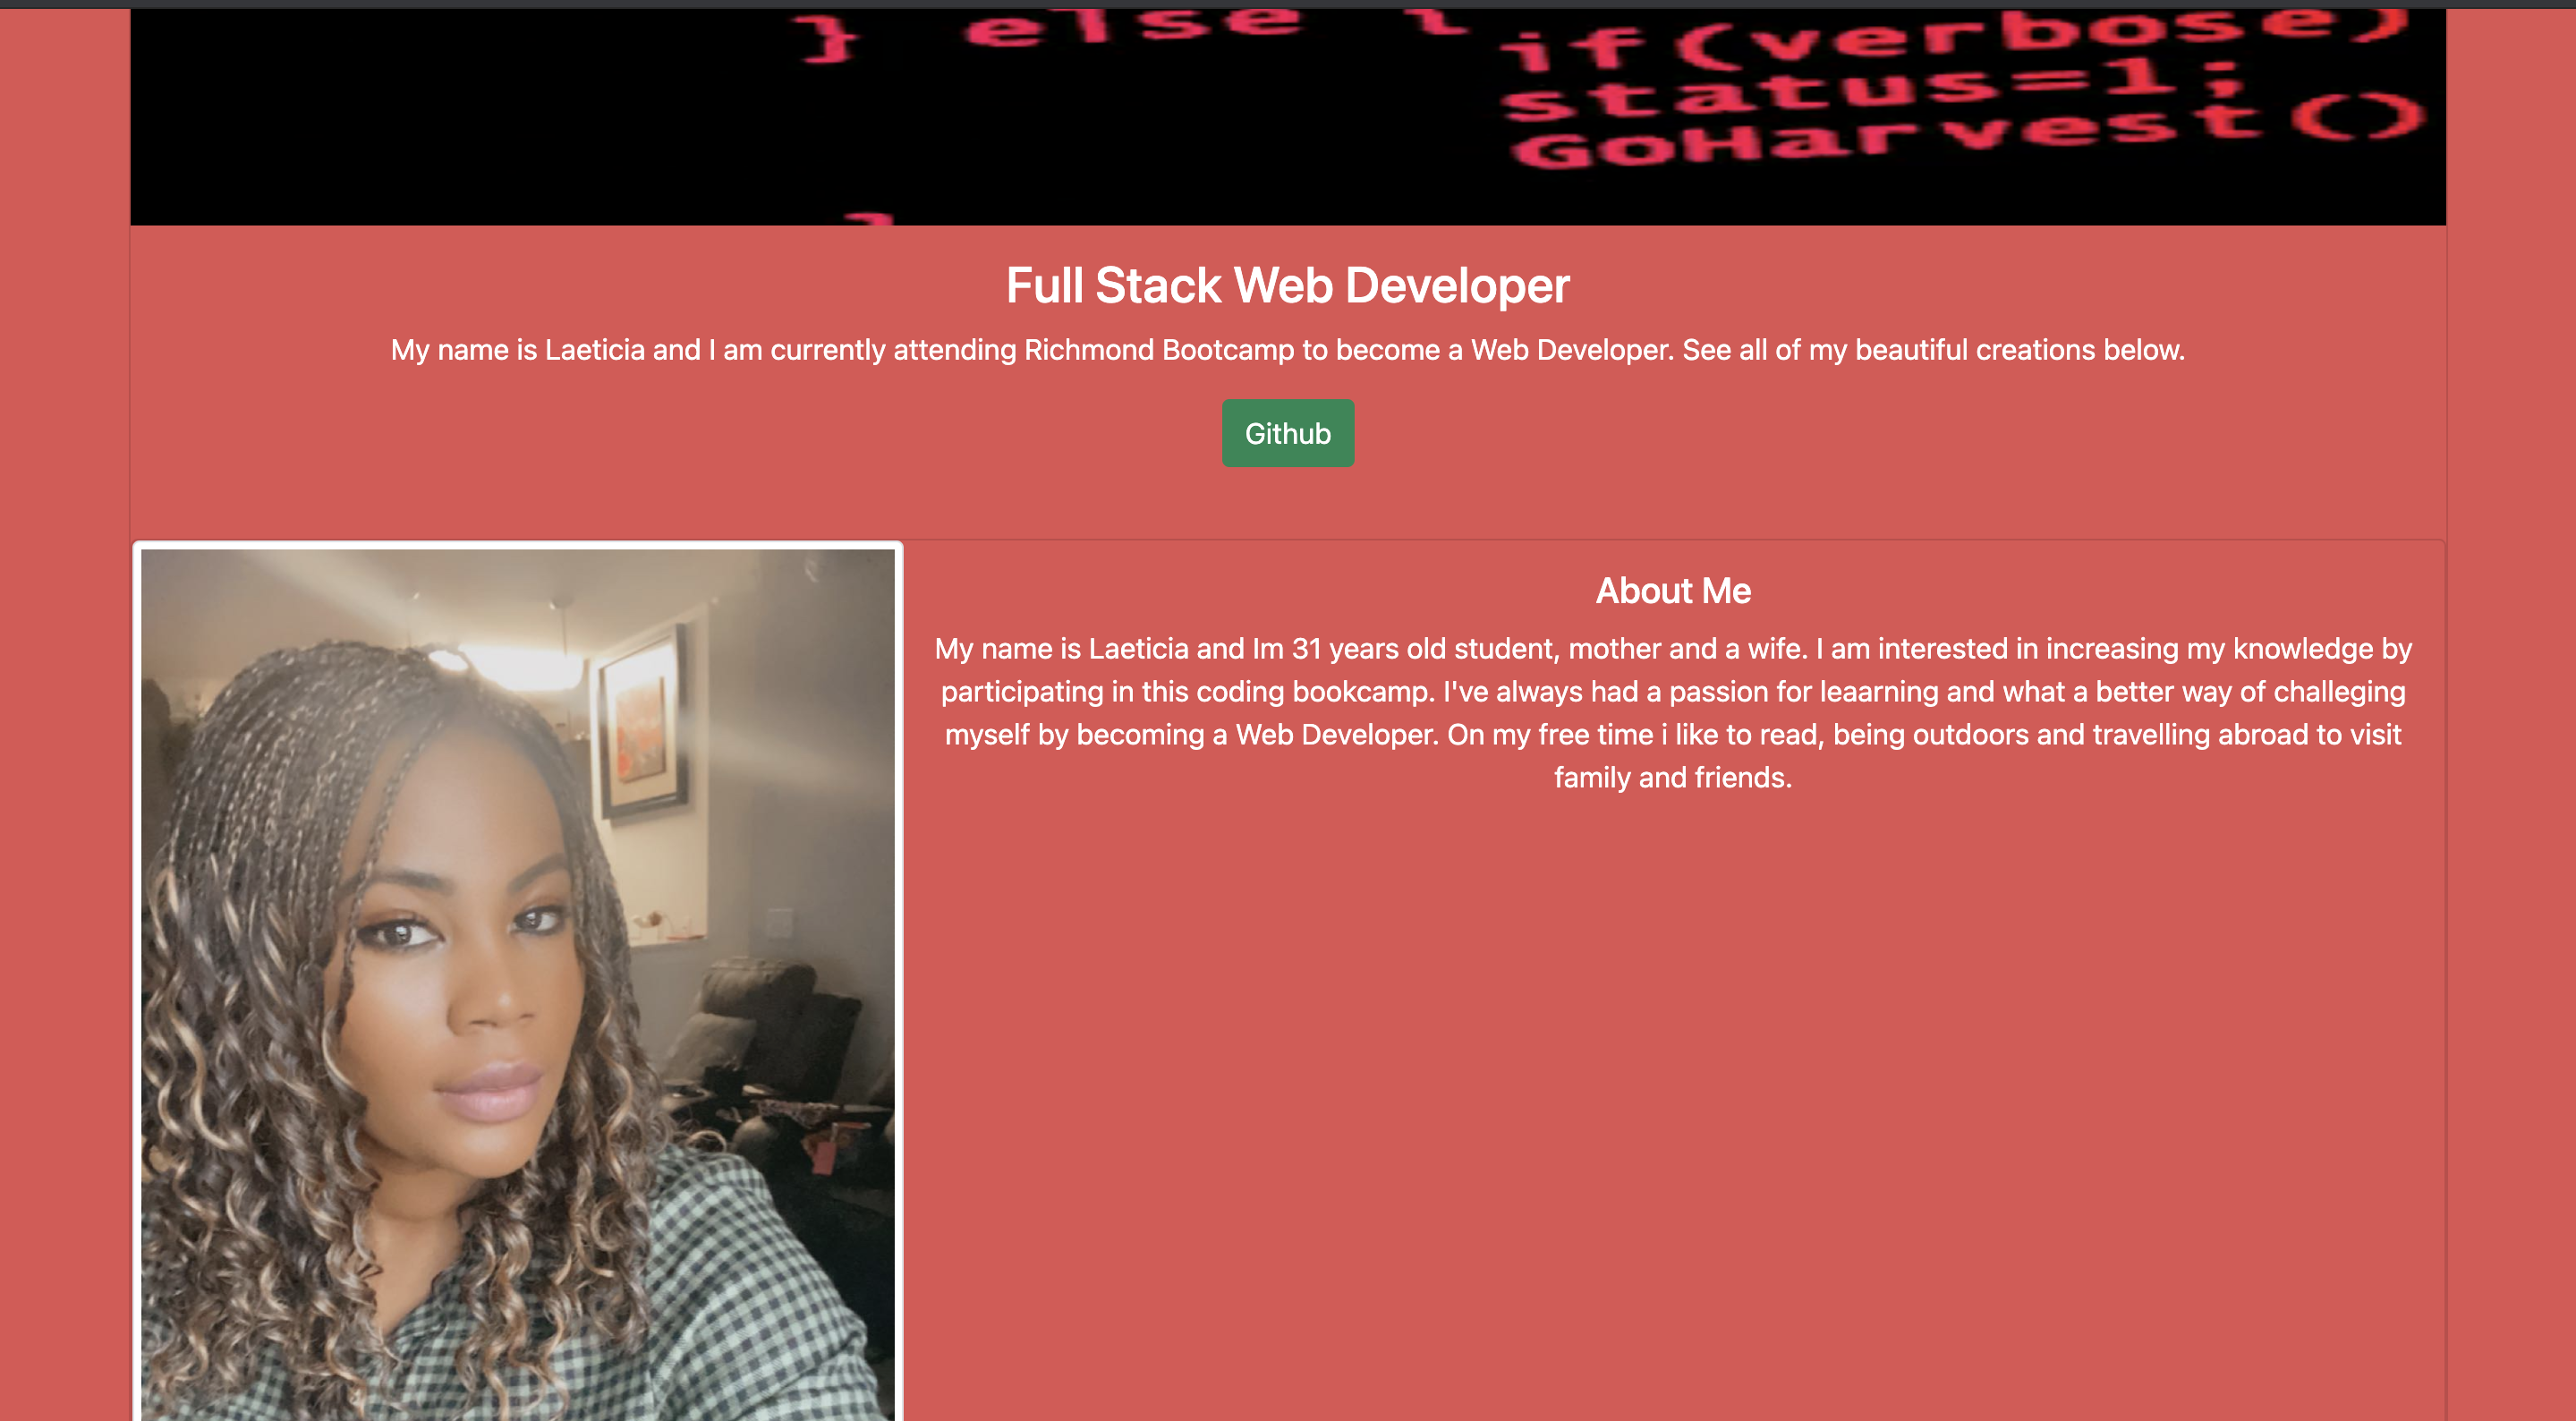 } else {
if(verbose)
status=1;
GoHarvest()
Full Stack Web Developer
My name is Laeticia and I am currently attending Richmond Bootcamp to become a Web Developer. See all of my beautiful creations below.
Github
About Me
My name is Laeticia and Im 31 years old student, mother and a wife. I am interested in increasing my knowledge by
participating in this coding bookcamp. I've always had a passion for leaarning and what a better way of challeging
myself by becoming a Web Developer. On my free time i like to read, being outdoors and travelling abroad to visit
family and friends.